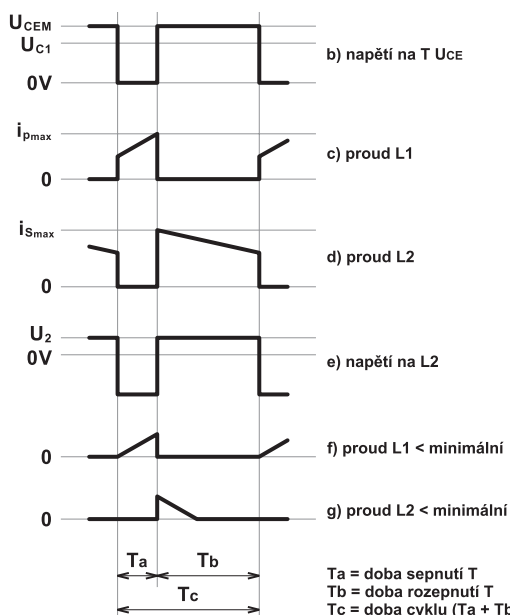 UCEM
UC1
0V
b) napětí na T UCE
ipmax
0
c) proud L1
iSmax
0
d) proud L2
U2
0V
e) napětí na L2
0
f) proud L1 < minimální
0
g) proud L2 < minimální
Ta
Tb
Tc
Ta = doba sepnutí T
Tb = doba rozepnutí T
Tc = doba cyklu (Ta + Tb